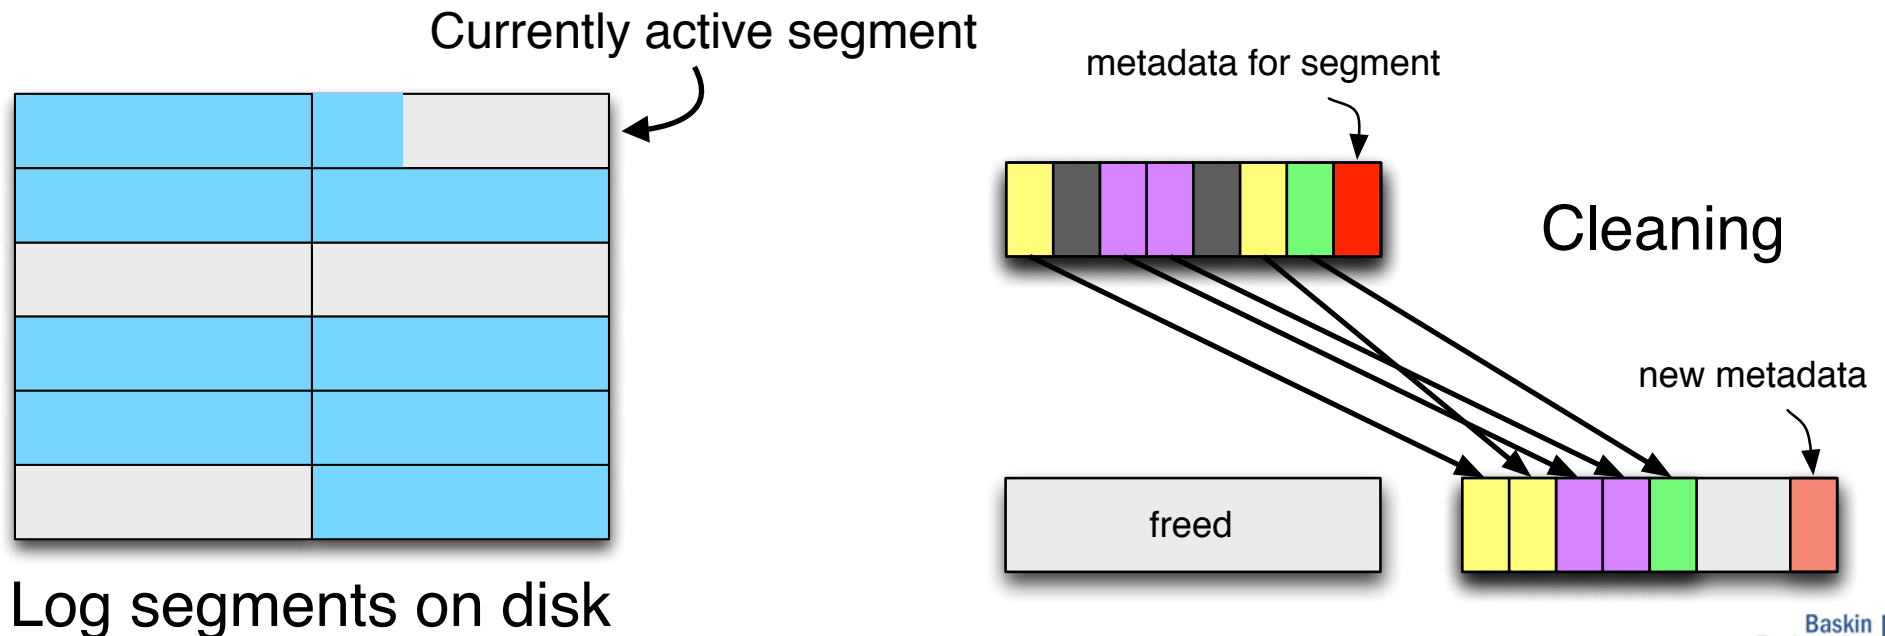 Currently active segment
metadata for segment
Cleaning
new metadata
freed
Log segments on disk
Baskin